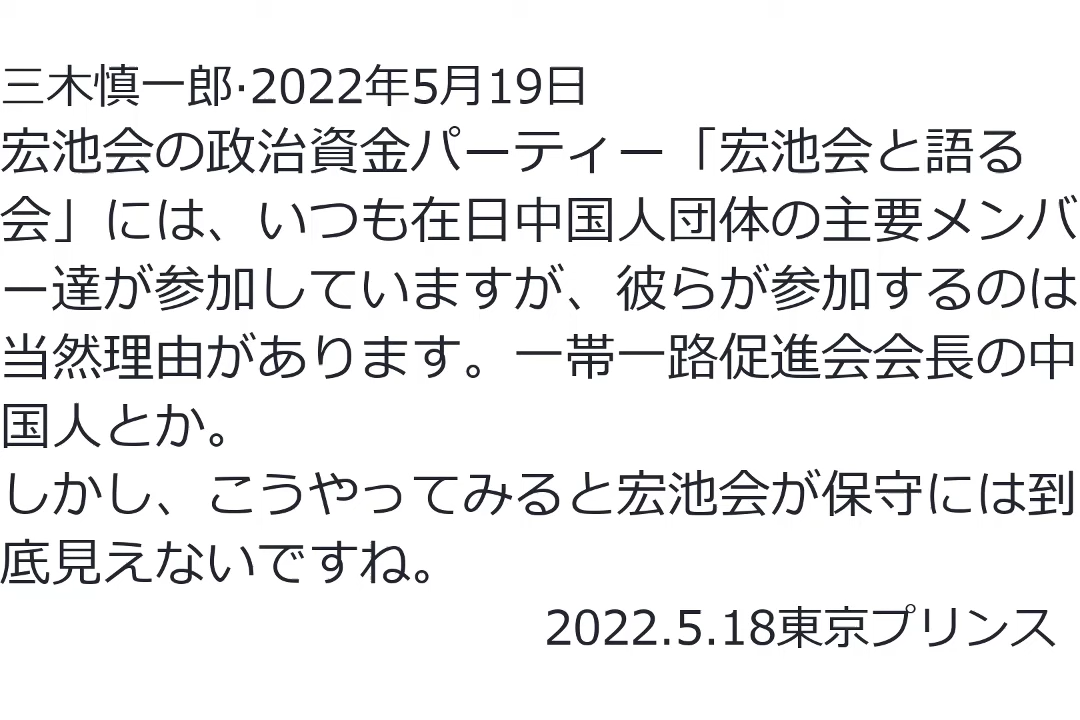 三木慎一郎·2022年5月19日
宏池会の政治資金パーティー「宏池会と語る
会」には、いつも在日中国人団体の主要メンバ
ー達が参加していますが、彼らが参加するのは
当然理由があります。一帯一路促進会会長の中
国人とか。
しかし、こうやってみると宏池会が保守には到
底見えないですね。
2022.5.18東京プリンス